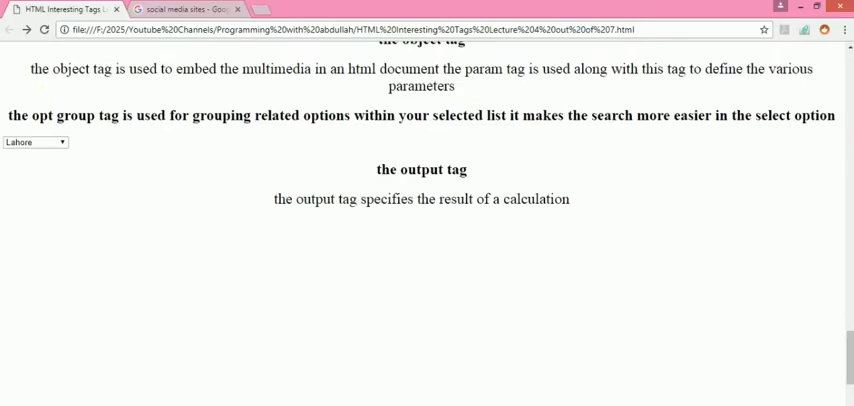 HTML Interesting Tags L
social media sites - Goo
file:///F:/2025/Youtube%20Channels/Programming%20with%20abdullah/HTML%20Interesting%20Tags%20Lecture%204%20out%20of%207.html
the object tag
the object tag is used to embed the multimedia in an html document the param tag is used along with this tag to define the various
parameters
the opt group tag is used for grouping related options within your selected list it makes the search more easier in the select option
Lahore
the output tag
the output tag specifies the result of a calculation